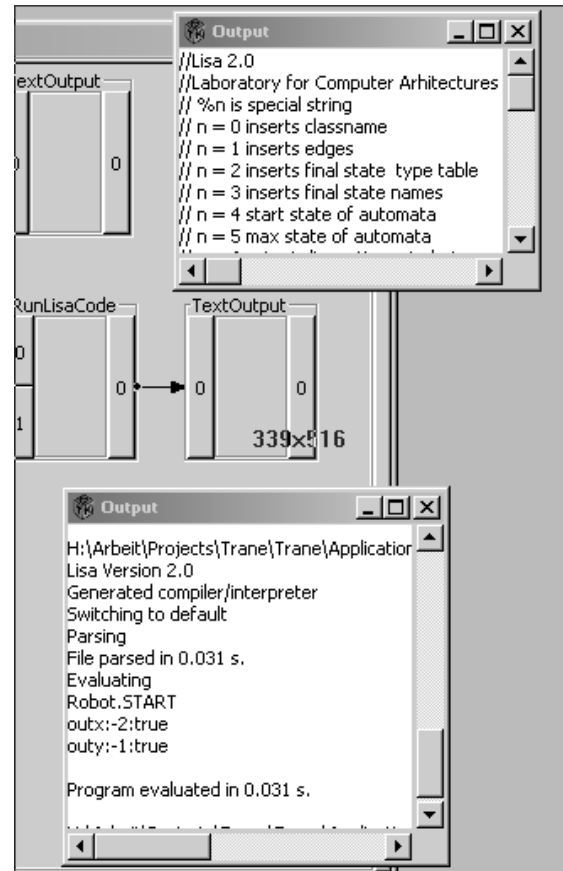 Output
//Lisa 2.0
//Laboratory for Computer Arhitectures
// %n is special string
// n = 0 inserts classname
// n = 1 inserts edges
// n = 2 inserts final state type table
// n = 3 inserts final state names
// n = 4 start state of automata
// n = 5 max state of automata
extOutput
0
RunLisaCode
0
1
0
TextOutput
0
0
339x516
Output
H:\Arbeit\Projects\Trane\Trane\Application
Lisa Version 2.0
Generated compiler/interpreter
Switching to default
Parsing
File parsed in 0.031 s.
Evaluating
Robot.START
outx:-2:true
outy:-1:true
Program evaluated in 0.031 s.